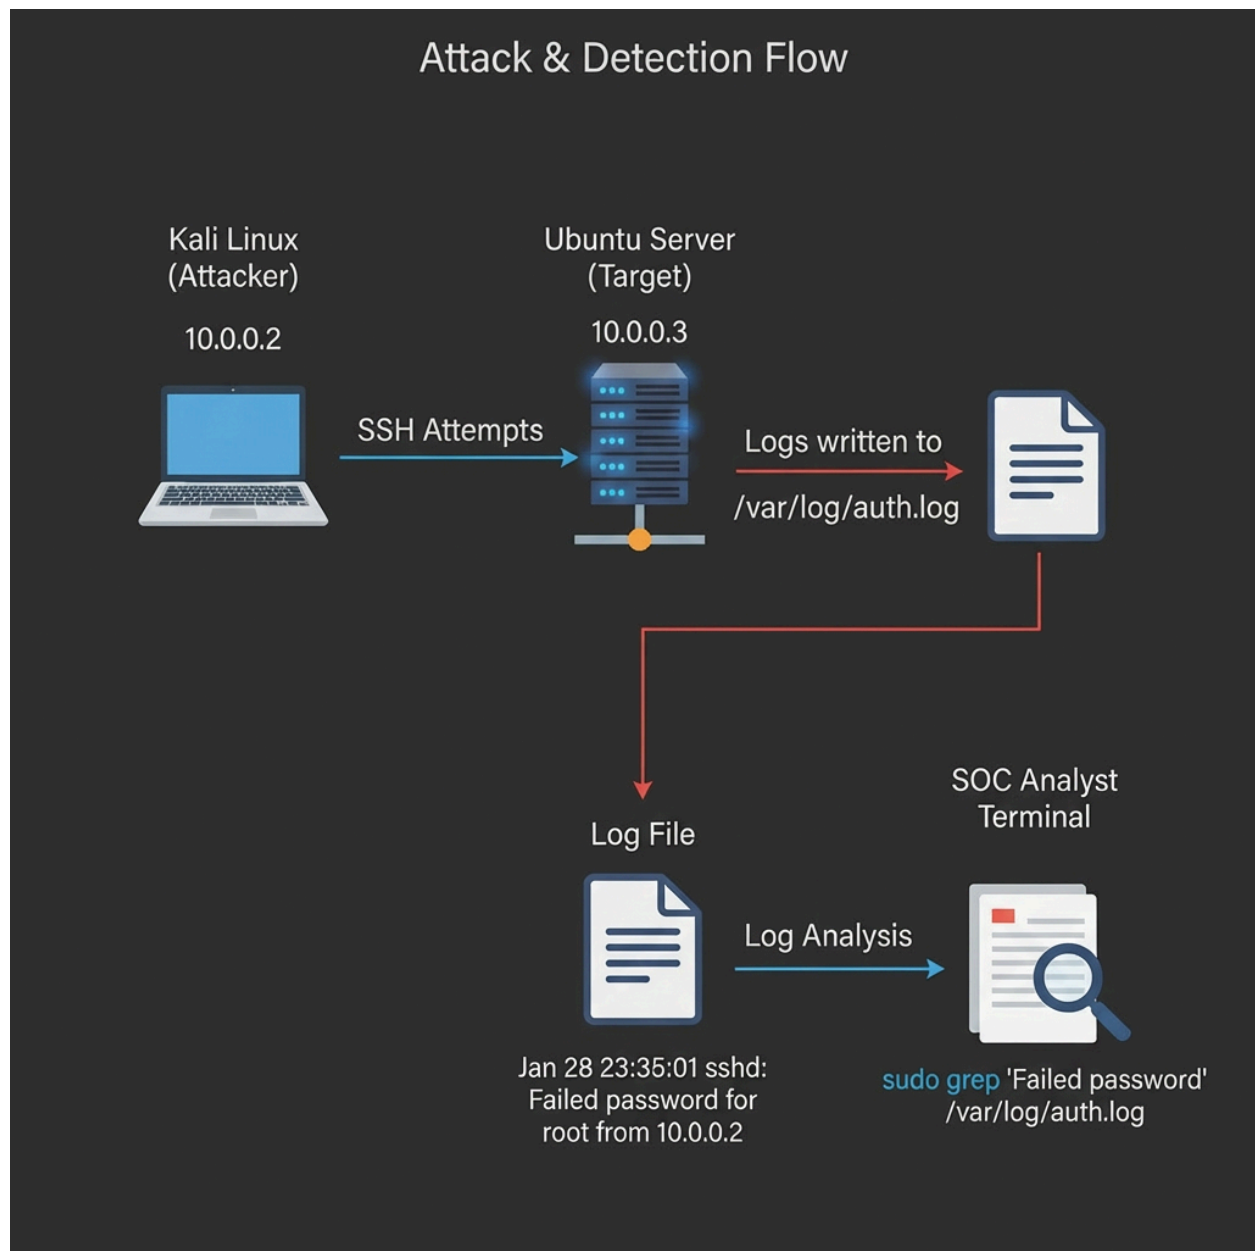 Attack & Detection Flow
Kali Linux
(Attacker)
10.0.0.2
Ubuntu Server
(Target)
10.0.0.3
SSH Attempts
Logs written to
/var/log/auth.log
Log File
SOC Analyst
Terminal
Log Analysis
Jan 28 23:35:01 sshd:
Failed password for
root from 10.0.0.2
sudo grep 'Failed password'
/var/log/auth.log